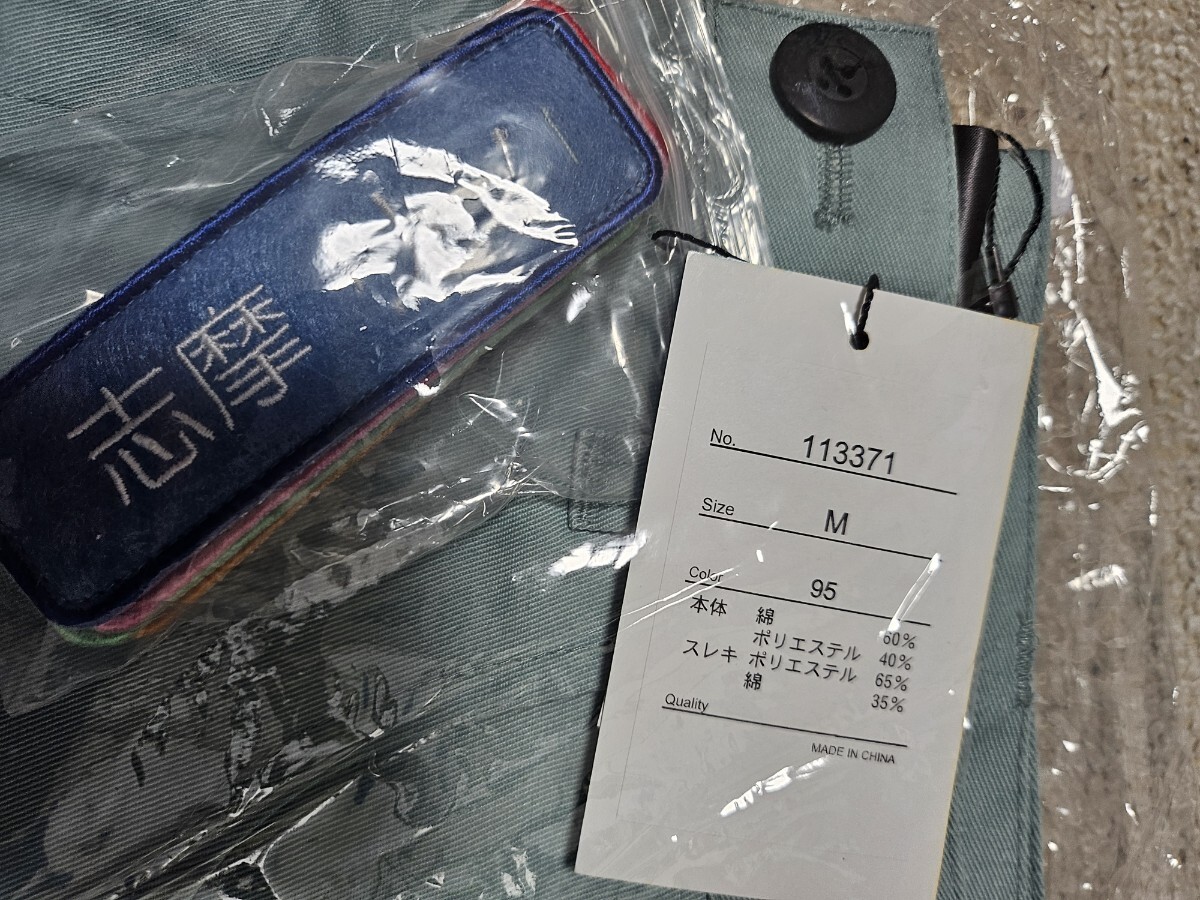 志摩
No. 113371
Size M
Color 95
本体 綿 60%
ポリエステル 40%
スレキ ポリエステル 65%
綿 35%
Quality
MADE IN CHINA